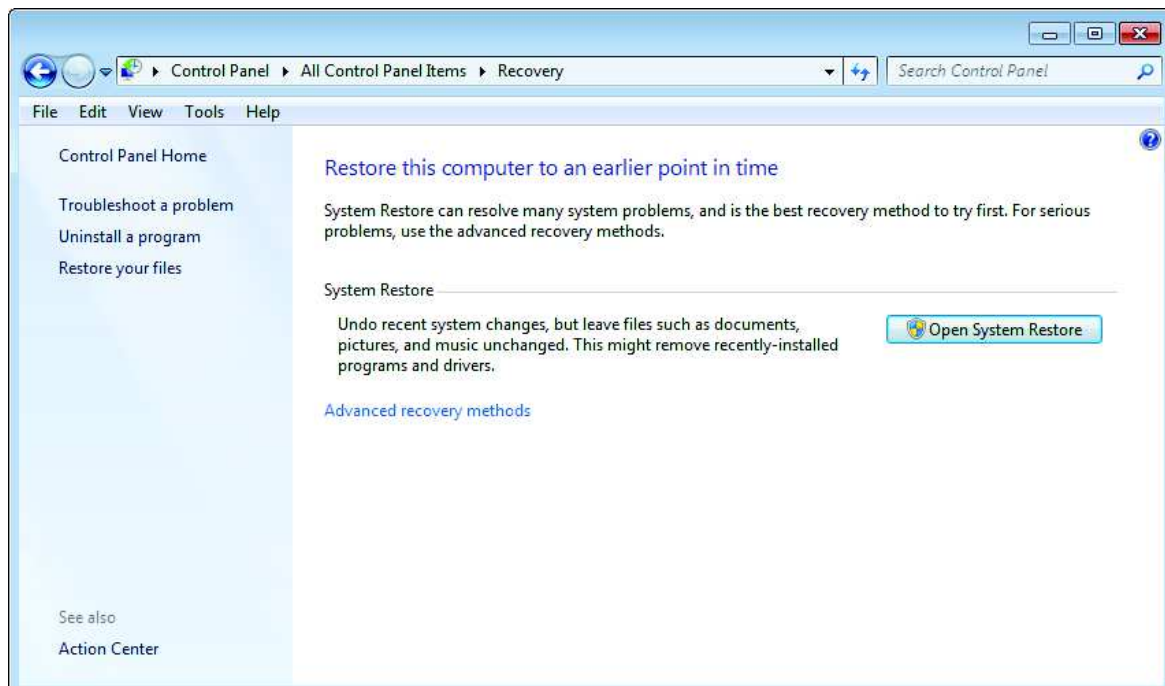 Control Panel All Control Panel Items Recovery
Search Control Panel
File Edit View Tools Help
Control Panel Home
Troubleshoot a problem
Uninstall a program
Restore your files
See also
Action Center
Restore this computer to an earlier point in time
System Restore can resolve many system problems, and is the best recovery method to try first. For serious
problems, use the advanced recovery methods.
System Restore
Undo recent system changes, but leave files such as documents,
pictures, and music unchanged. This might remove recently-installed
programs and drivers.
Open System Restore
Advanced recovery methods